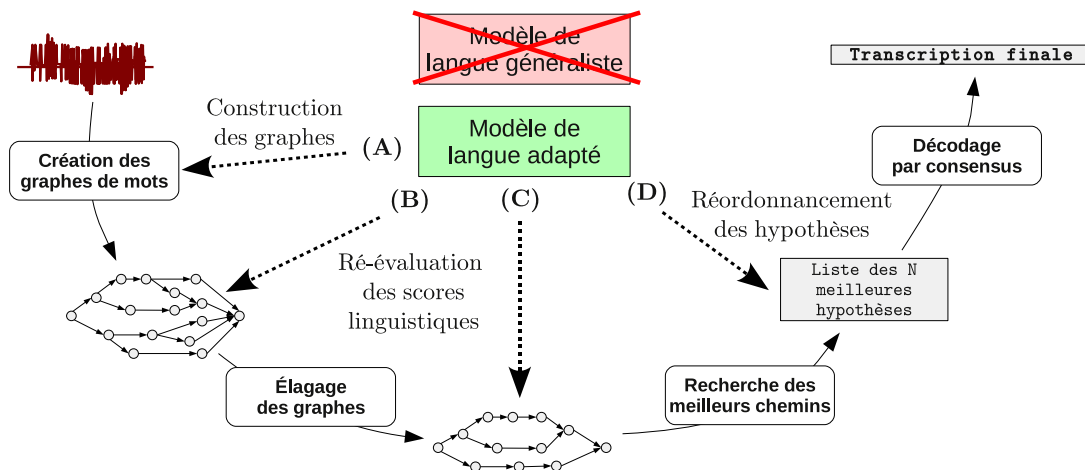 Modèle de
langue généraliste
Transcription finale
Construction
des graphes
(A)
Modèle de
langue adapté
Décodage
par consensus
Création des
graphes de mots
(B)
(C)
(D)
Réordonnancement
des hypothèses
Ré-évaluation
des scores
linguistiques
Liste des N
meilleures
hypothèses
Élagage
des graphes
Recherche des
meilleurs chemins